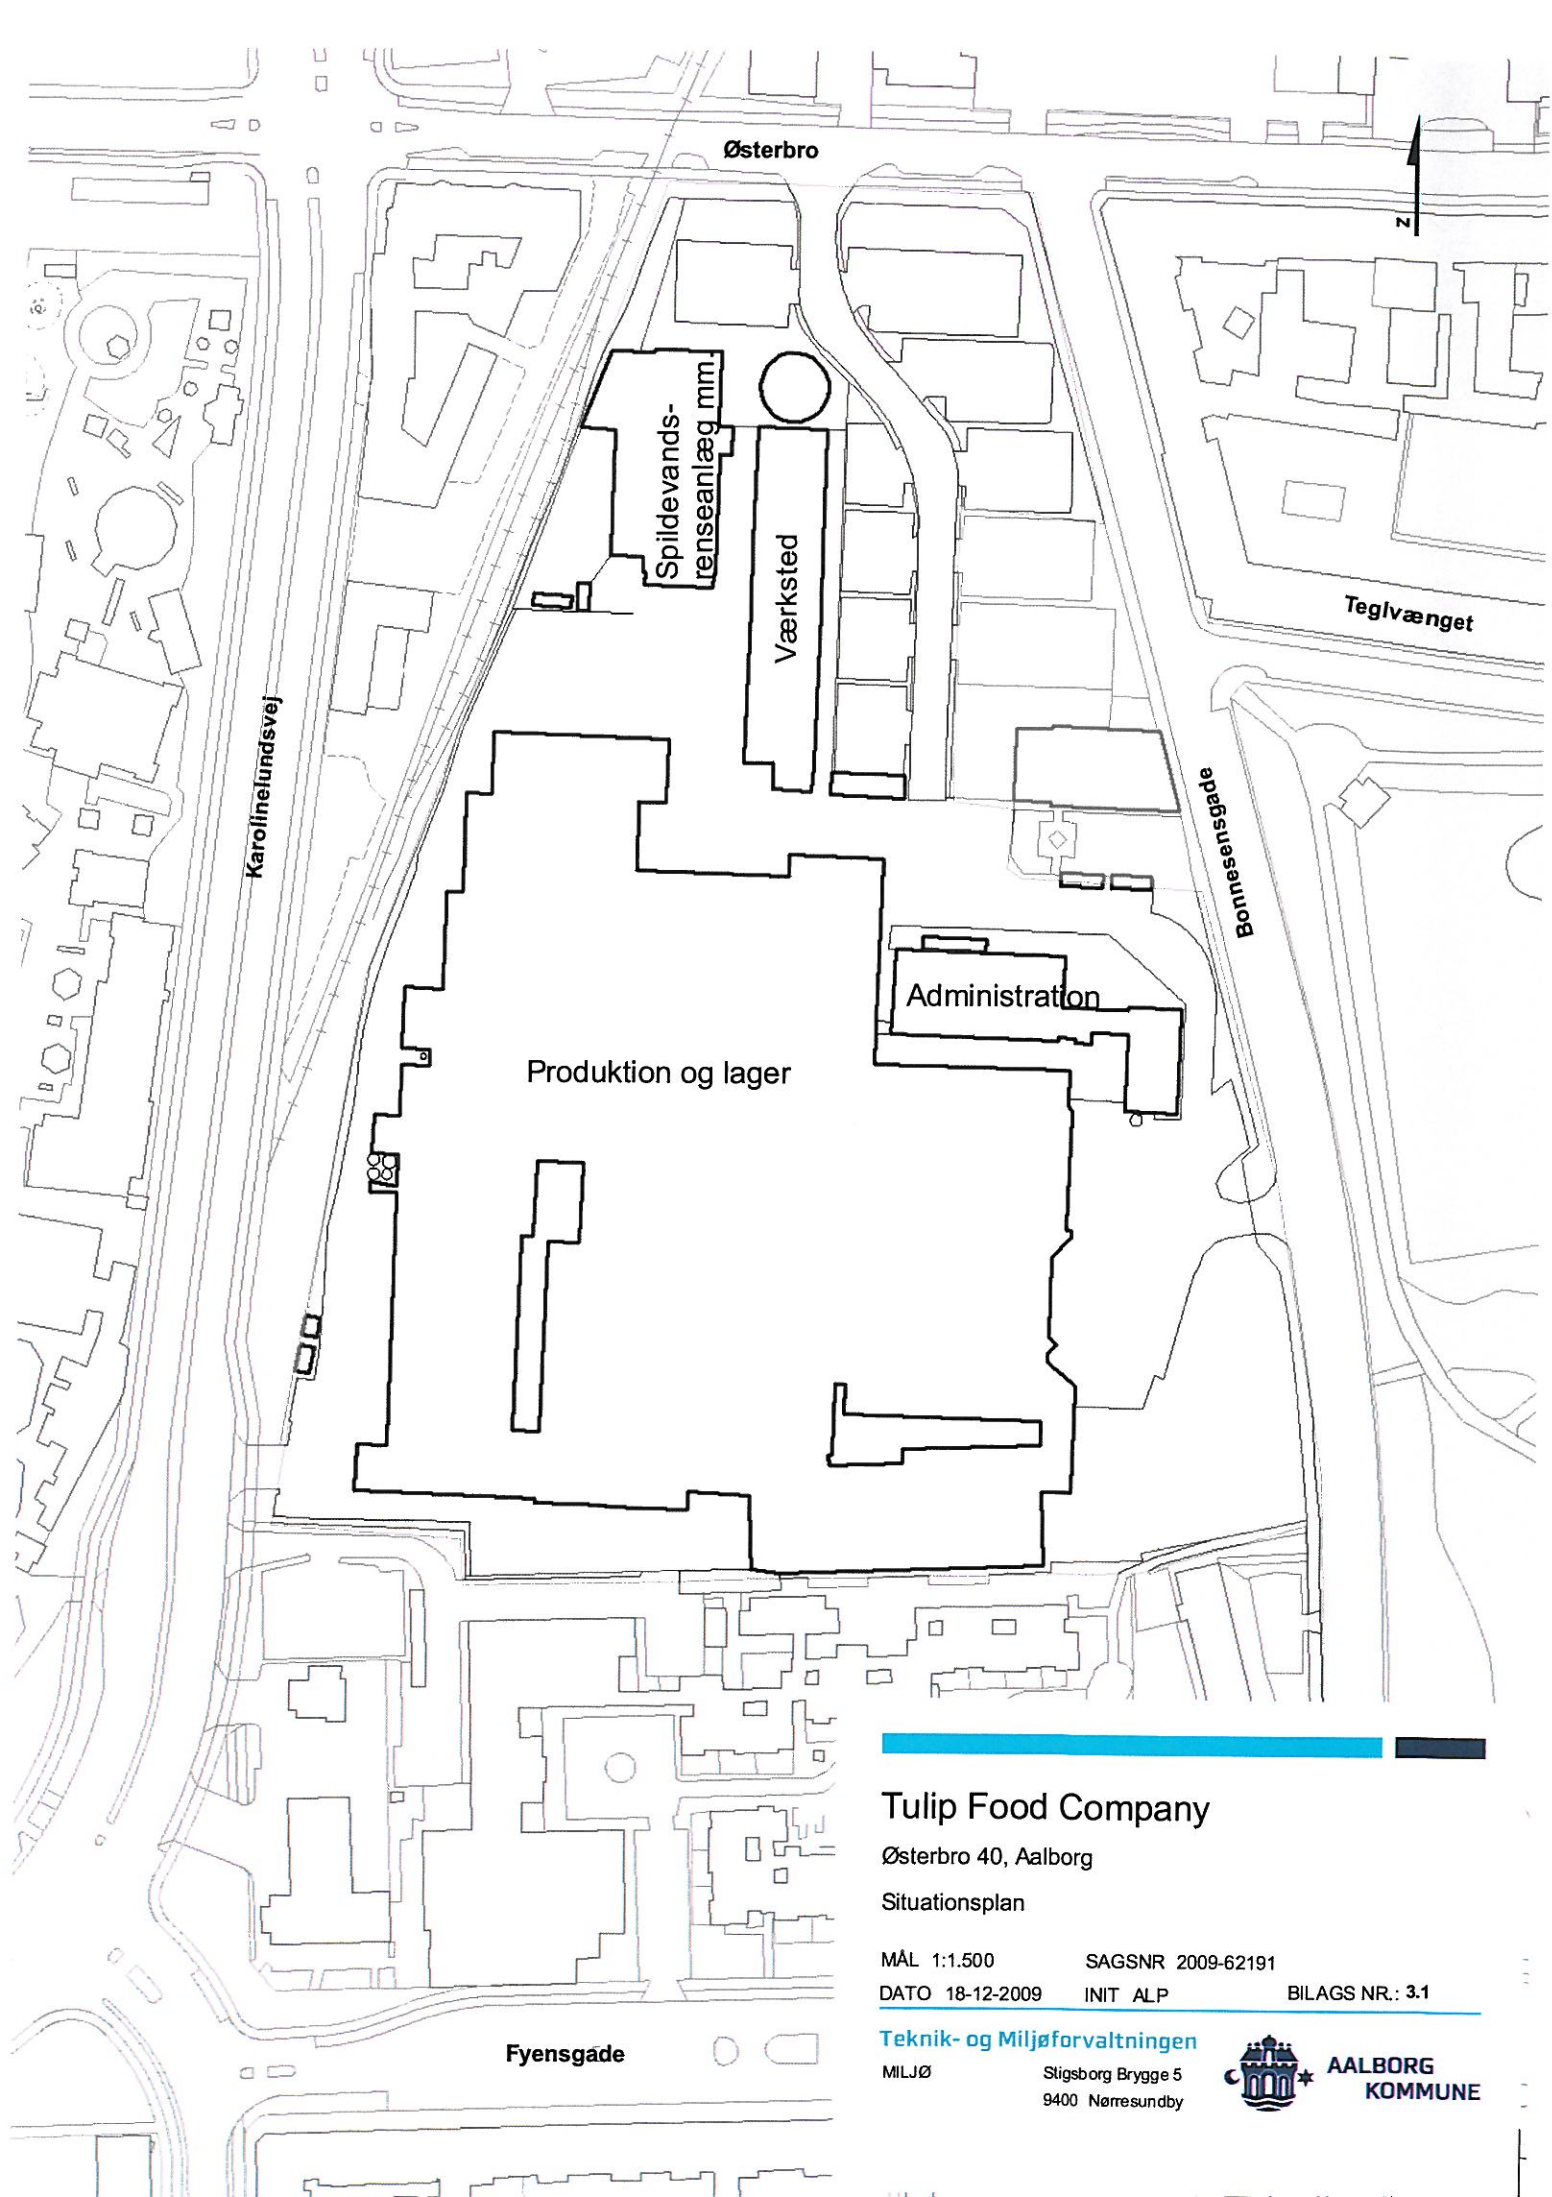 Østerbro
N
Spildevands-
renseanlæg mm.
Værksted
Teglvænget
Karolinelundsvej
Bonnesensgade
Administration
Produktion og lager
Tulip Food Company
Østerbro 40, Aalborg
Situationsplan
MÅL 1:1.500 SAGSNR 2009-62191
DATO 18-12-2009 INIT ALP BILAGS NR.: 3.1
Teknik- og Miljøforvaltningen
MILJØ Stigsborg Brygge 5
9400 Nørresundby
AALBORG
KOMMUNE
Fyensgade